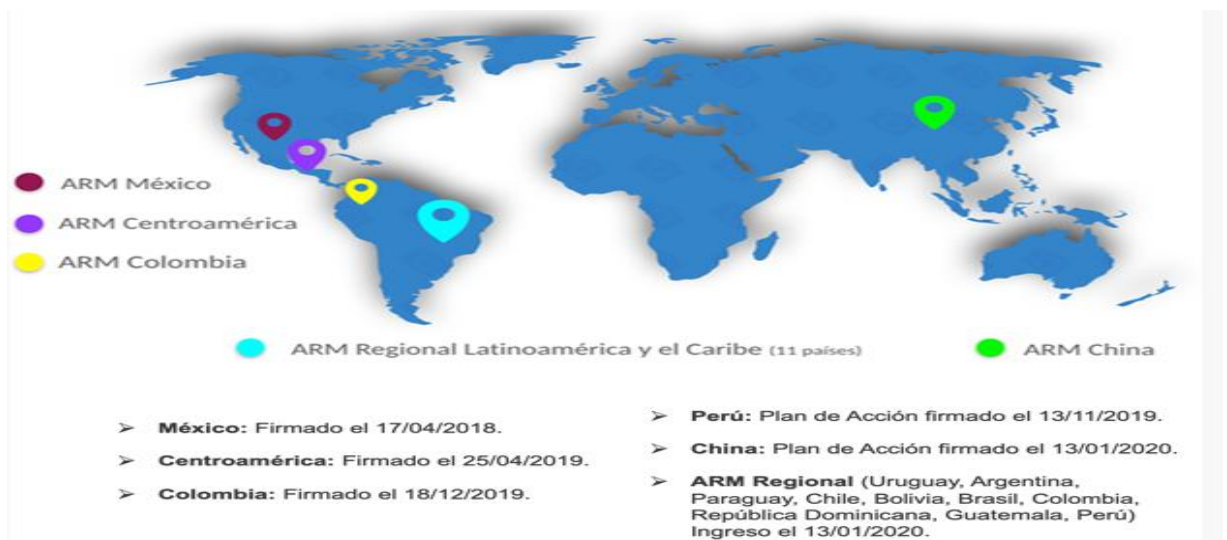 ARM México
ARM Centroamérica
ARM Colombia
ARM Regional Latinoamérica y el Caribe (11 países)
ARM China
➢ México: Firmado el 17/04/2018.
➢ Centroamérica: Firmado el 25/04/2019.
➢ Colombia: Firmado el 18/12/2019.
➢ Perú: Plan de Acción firmado el 13/11/2019.
➢ China: Plan de Acción firmado el 13/01/2020.
➢ ARM Regional (Uruguay, Argentina,
Paraguay, Chile, Bolivia, Brasil, Colombia,
República Dominicana, Guatemala, Perú)
Ingreso el 13/01/2020.